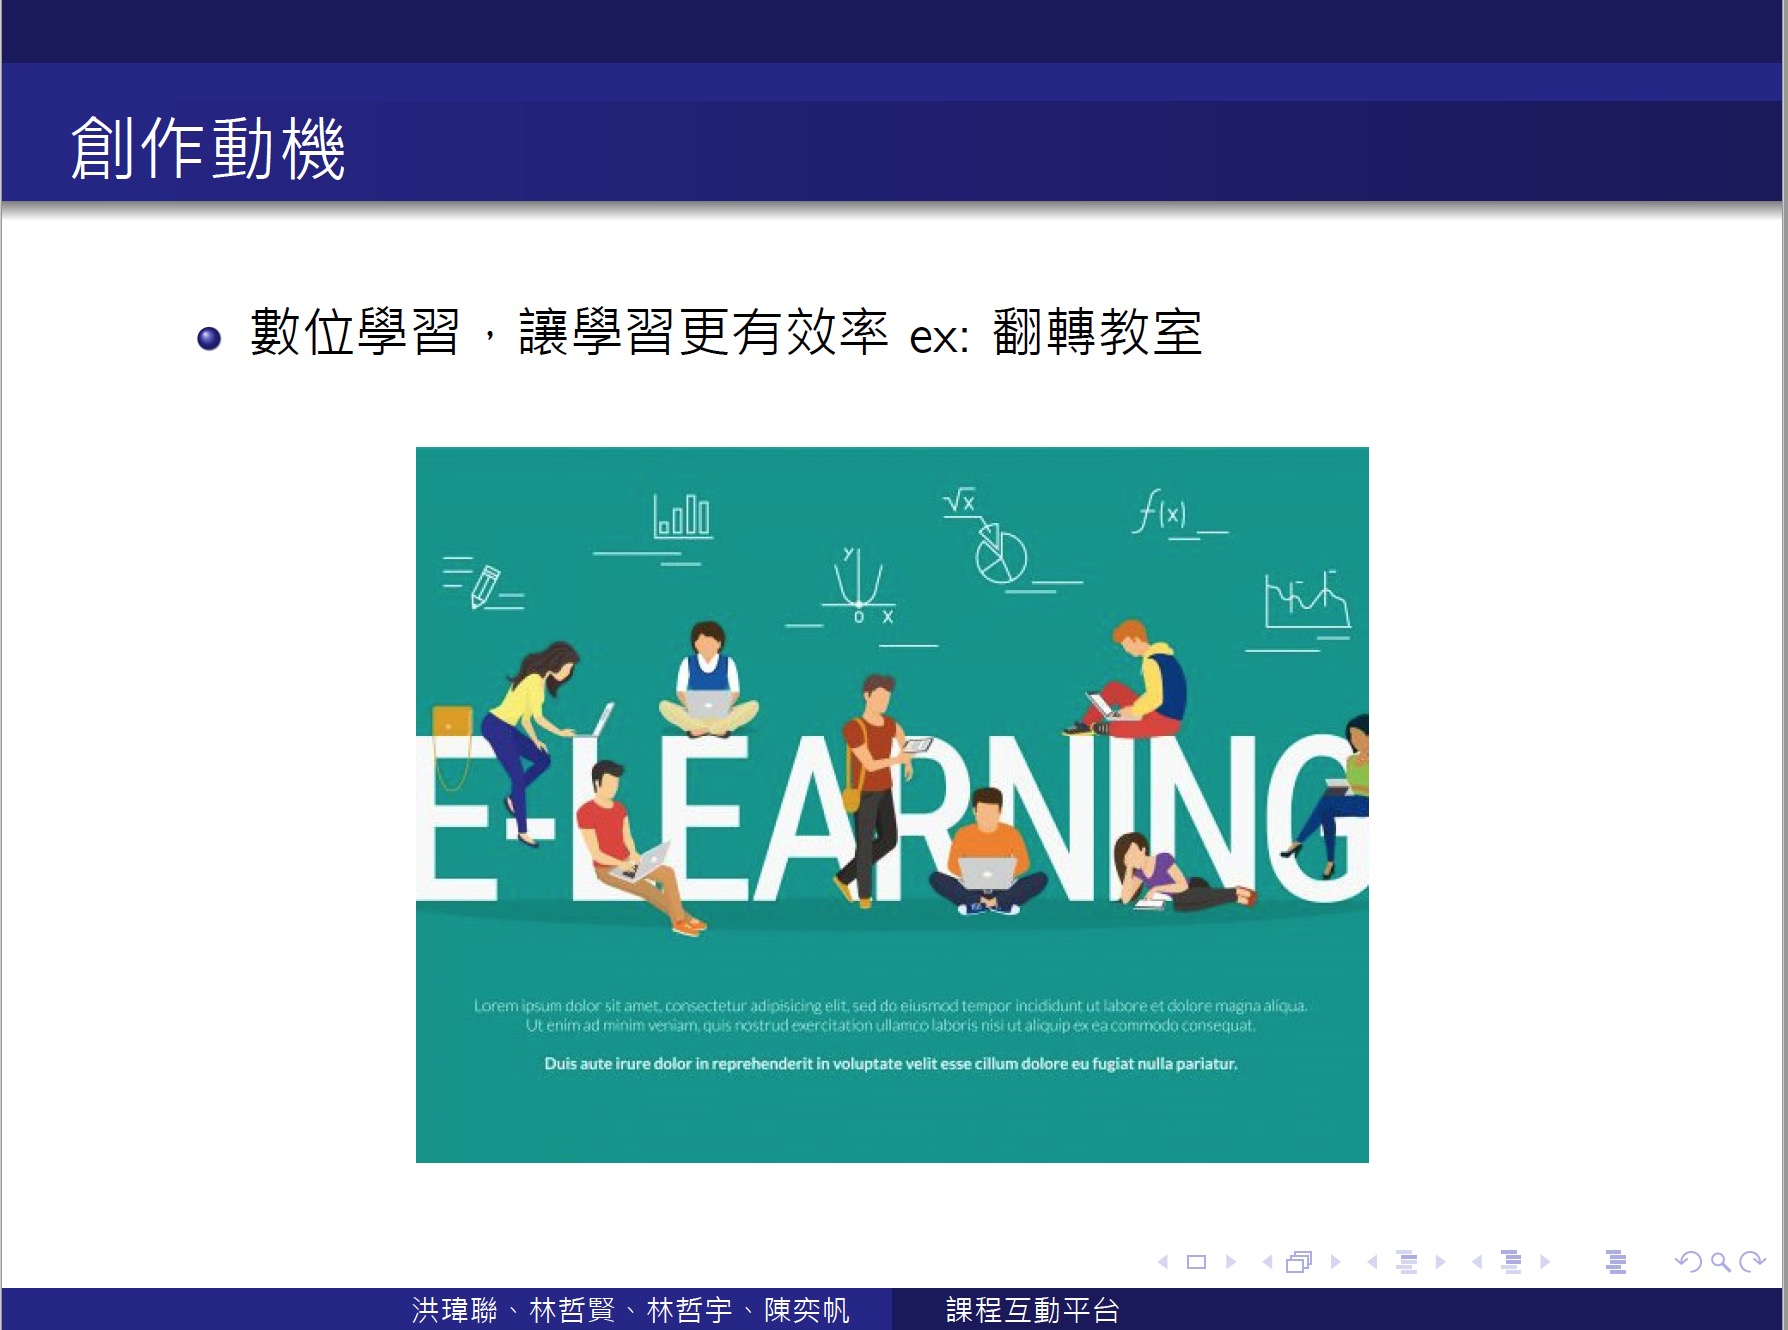 創作動機
數位學習，讓學習更有效率 ex: 翻轉教室
√x
f(x)
y
0 x
E-LEARNING
Lorem ipsum dolor sit amet, consectetur adipisicing elit, sed do eiusmod tempor incididunt ut labore et dolore magna aliqua.
Ut enim ad minim veniam, quis nostrud exercitation ullamco laboris nisi ut aliquip ex ea commodo consequat.
Duis aute irure dolor in reprehenderit in voluptate velit esse cillum dolore eu fugiat nulla pariatur.
洪瑋聯、林哲賢、林哲宇、陳奕帆
課程互動平台